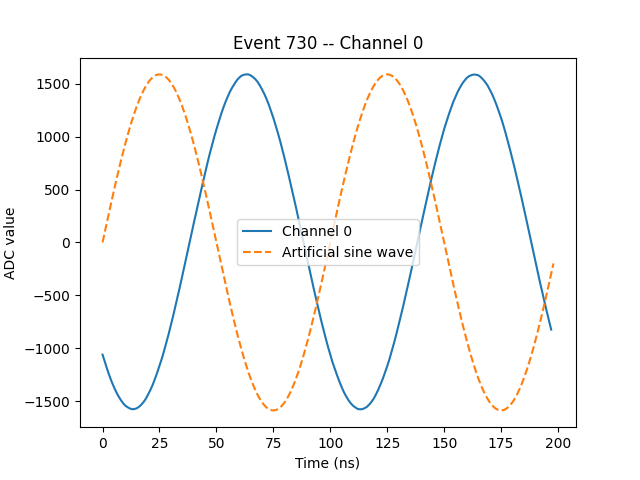 Event 730 -- Channel 0
ADC value
1500
1000
500
0
−500
−1000
−1500
Channel 0
Artificial sine wave
0 25 50 75 100 125 150 175 200
Time (ns)